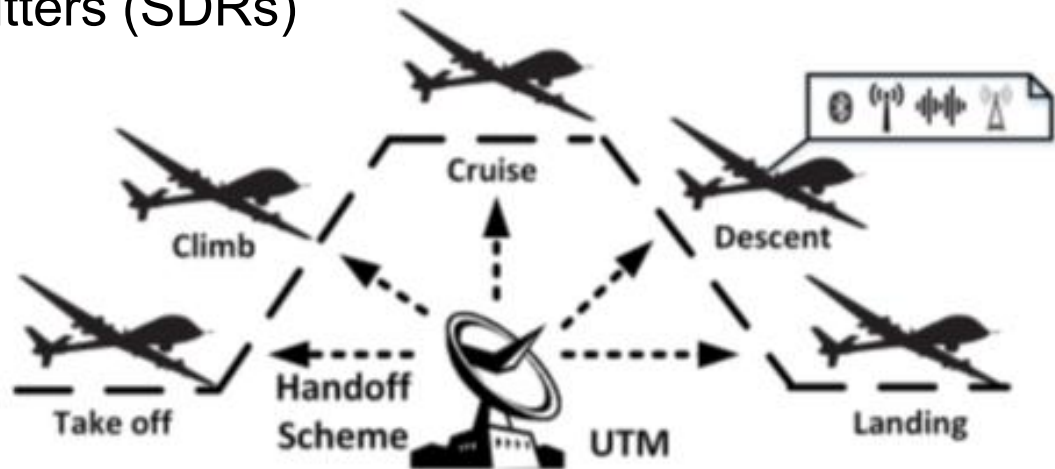 tters (SDRs)
Cruise
Climb
Descent
Take off
Handoff
Scheme
UTM
Landing